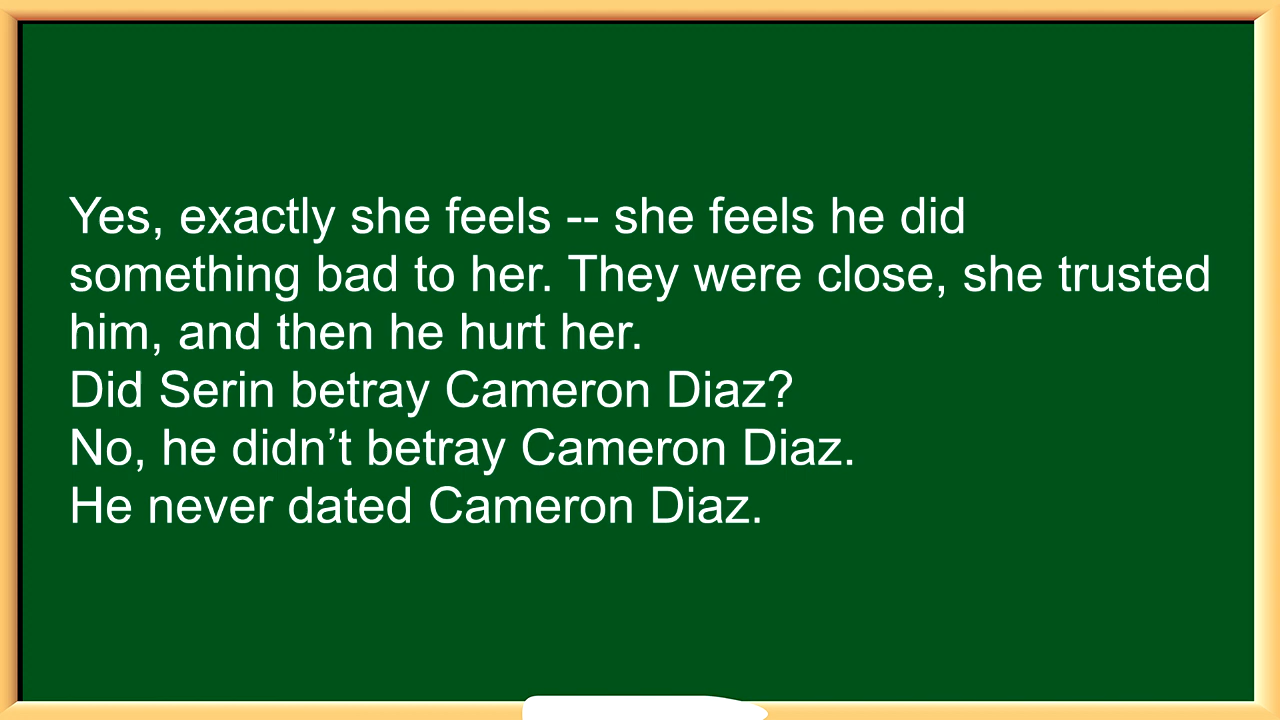 Yes, exactly she feels -- she feels he did
something bad to her. They were close, she trusted
him, and then he hurt her.
Did Serin betray Cameron Diaz?
No, he didn’t betray Cameron Diaz.
He never dated Cameron Diaz.